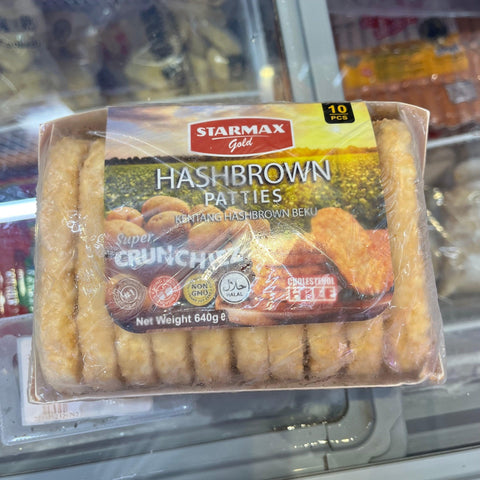 10
PCS
STARMAX
Gold
HASHBROWN
PATTIES
KENTANG HASHBROWN BEKU
Super
CRUNCHY
NON
GMO
حلال
HALAL
CHOLESTEROL
FREE
Net Weight 640g e